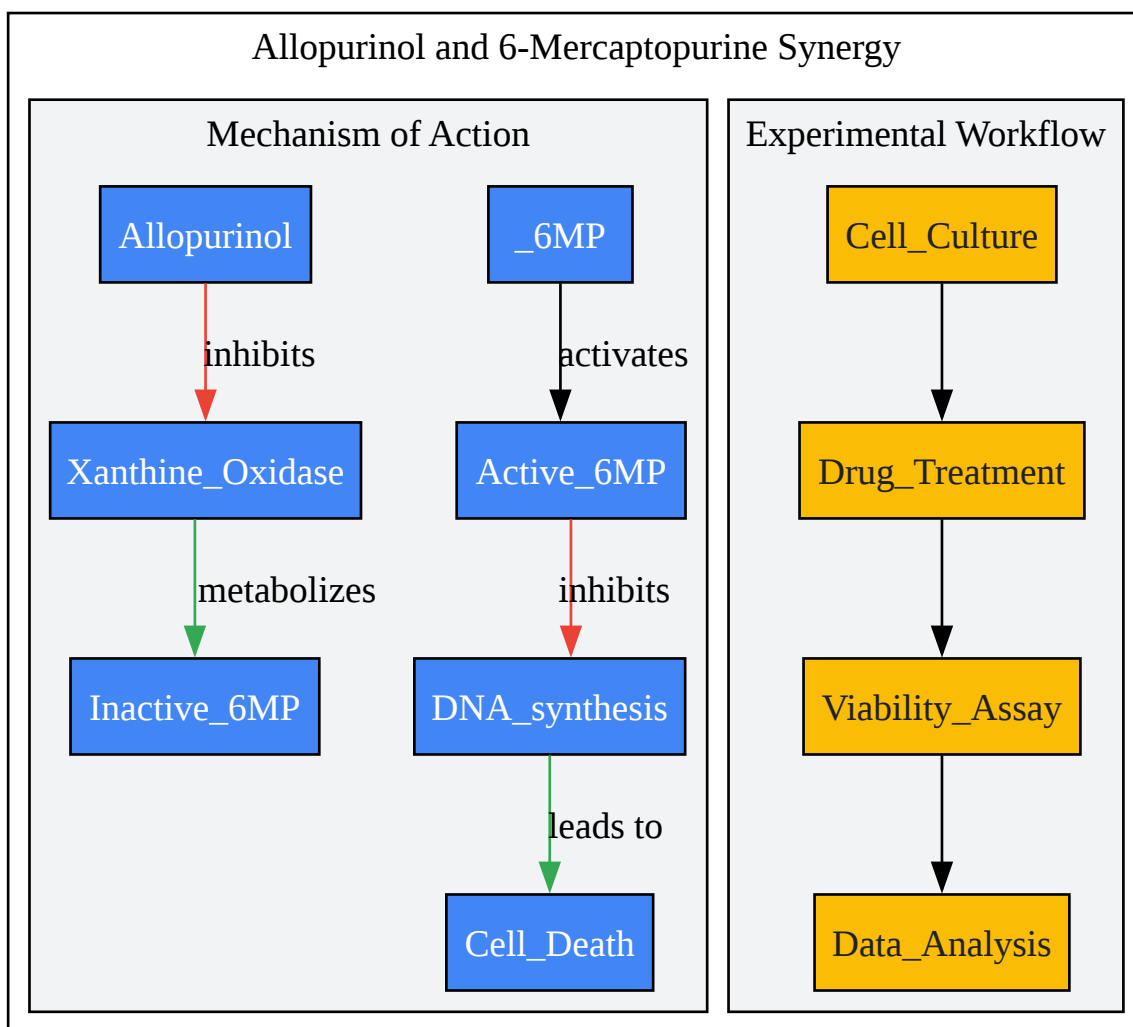 Allopurinol and 6-Mercaptopurine Synergy
Mechanism of Action
Allopurinol
_6MP
inhibits
activates
Xanthine_Oxidase
Active_6MP
metabolizes
inhibits
Inactive_6MP
DNA_synthesis
leads to
Cell_Death
Experimental Workflow
Cell_Culture
Drug_Treatment
Viability_Assay
Data_Analysis